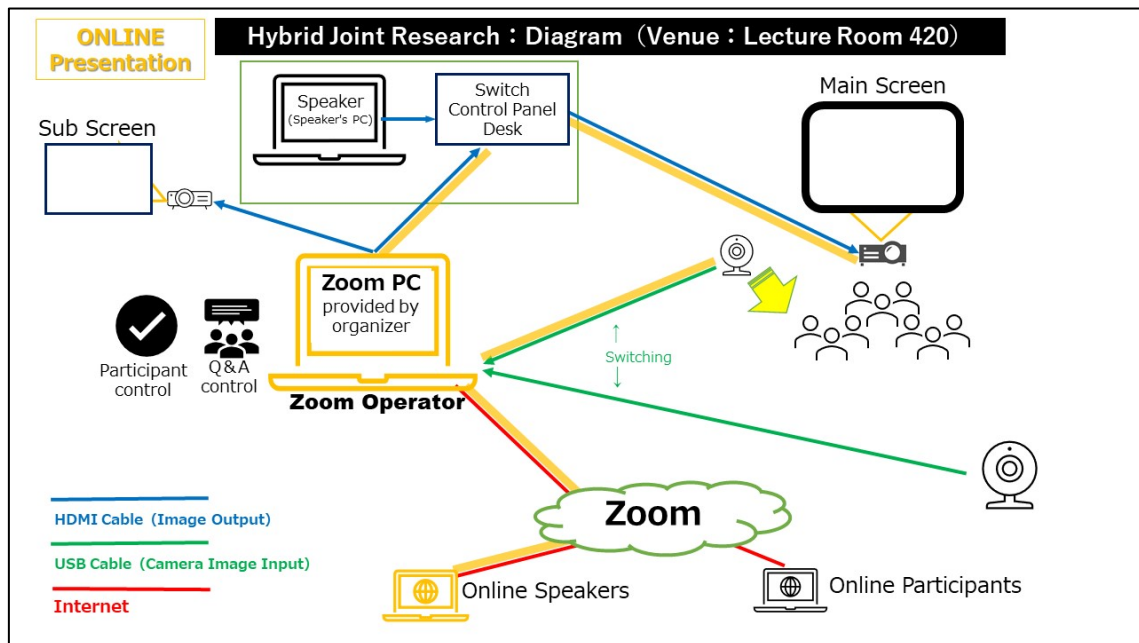 ONLINE
Presentation
Hybrid Joint Research：Diagram（Venue：Lecture Room 420）
Speaker
(Speaker's PC)
Switch
Control Panel
Desk
Main Screen
Sub Screen
Zoom PC
provided by
organizer
Participant
control
Q&A
control
Zoom Operator
↑
Switching
↓
Zoom
HDMI Cable（Image Output）
USB Cable（Camera Image Input）
Internet
Online Speakers
Online Participants